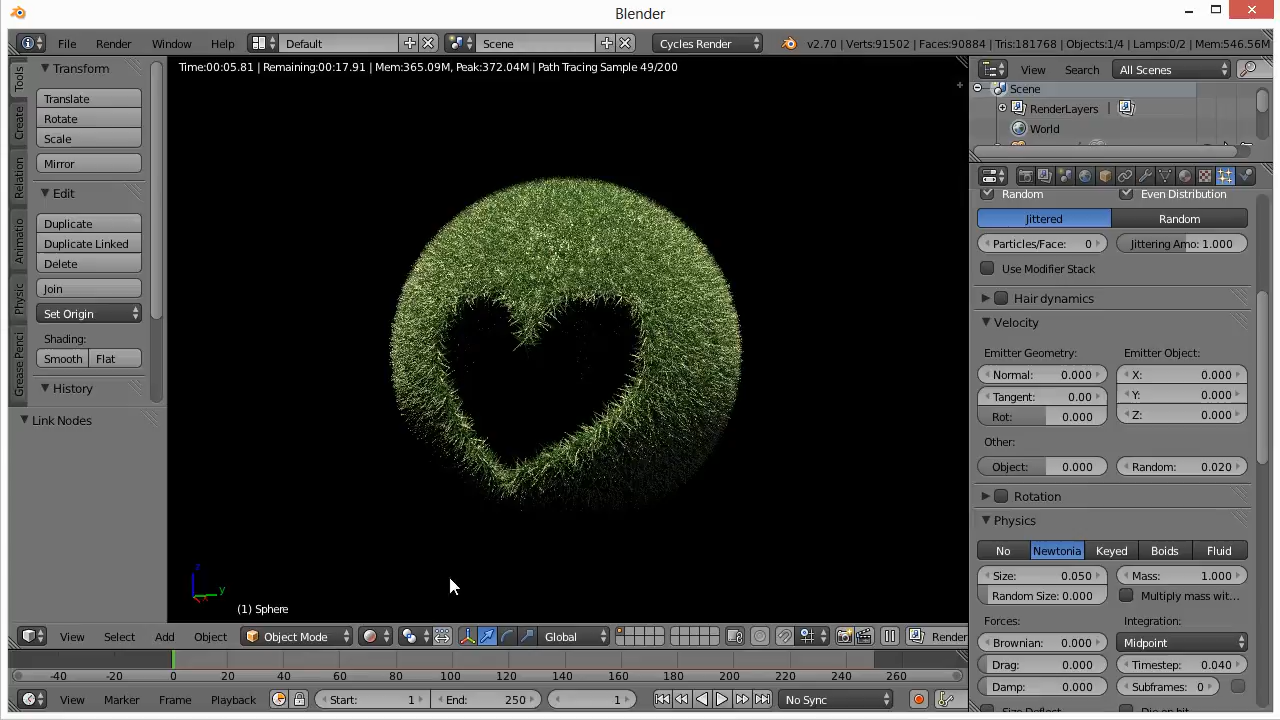 Blender
File Render Window Help Default Scene Cycles Render v2.70 | Verts:91502 | Faces:90884 | Tris:181768 | Objects:1/4 | Lamps:0/2 | Mem:546.56M
Time:00:05.81 | Remaining:00:17.91 | Mem:365.09M, Peak:372.04M | Path Tracing Sample 49/200
View Search All Scenes
Scene
RenderLayers |
World
Tools
Create
Relation
Animatio
Physic
Grease Penci
Transform
Translate
Rotate
Scale
Mirror
Edit
Duplicate
Duplicate Linked
Delete
Join
Set Origin
Shading:
Smooth Flat
History
Link Nodes
Random Even Distribution
Jittered Random
Particles/Face: 0 Jittering Amo: 1.000
Use Modifier Stack
Hair dynamics
Velocity
Emitter Geometry: Emitter Object:
Normal: 0.000 X: 0.000
Tangent: 0.00 Y: 0.000
Rot: 0.000 Z: 0.000
Other:
Object: 0.000 Random: 0.020
Rotation
Physics
No Newtonia Keyed Boids Fluid
Size: 0.050 Mass: 1.000
Random Size: 0.000 Multiply mass wit...
Forces: Integration:
Brownian: 0.000 Midpoint
Drag: 0.000 Timestep: 0.040
Damp: 0.000 Subframes: 0
z
y
(1) Sphere
View Select Add Object Object Mode Global Render
-40 -20 0 20 40 60 80 100 120 140 160 180 200 220 240 260
View Marker Frame Playback Start: 1 End: 250 1 No Sync